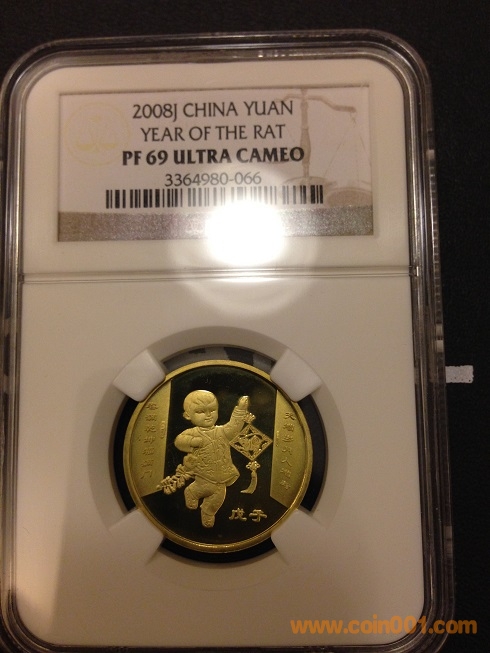 2008J CHINA YUAN
YEAR OF THE RAT
PF 69 ULTRA CAMEO
3364980-066
戊子
www.coin001.com